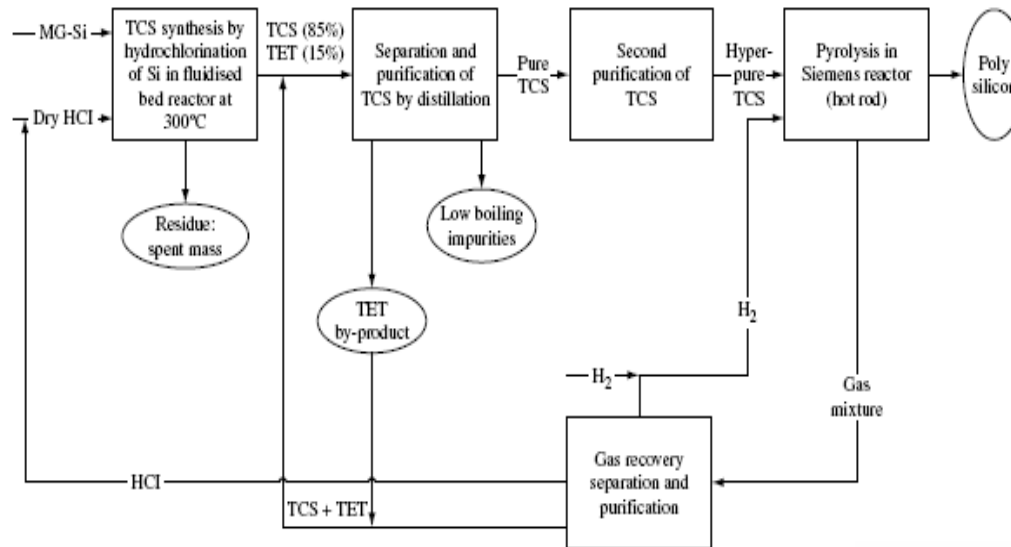 MG-Si
Dry HCl
TCS synthesis by
hydrochlorination
of Si in fluidised
bed reactor at
300°C
TCS (85%)
TET (15%)
Separation and
purification of
TCS by distillation
Pure
TCS
Second
purification of
TCS
Hyper-
pure
TCS
Pyrolysis in
Siemens reactor
(hot rod)
Poly
silicon
Residue:
spent mass
Low boiling
impurities
TET
by-product
H2
H2
Gas
mixture
Gas recovery
separation and
purification
HCl
TCS + TET